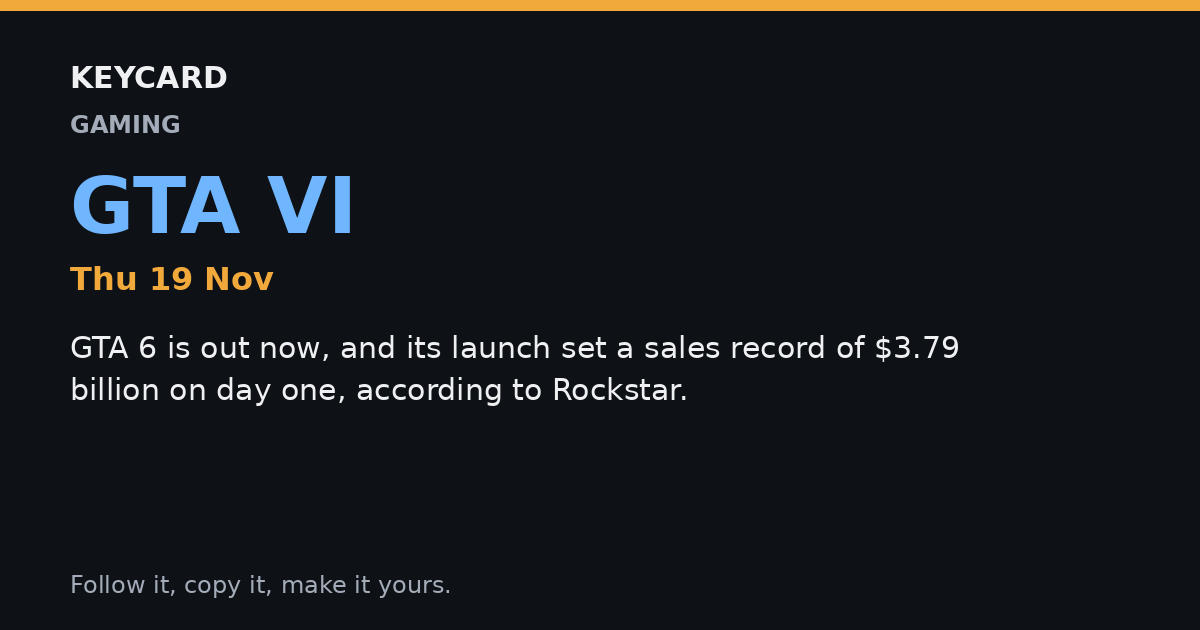 KEYCARD
GAMING
GTA VI
Thu 19 Nov
GTA 6 is out now, and its launch set a sales record of $3.79
billion on day one, according to Rockstar.
Follow it, copy it, make it yours.